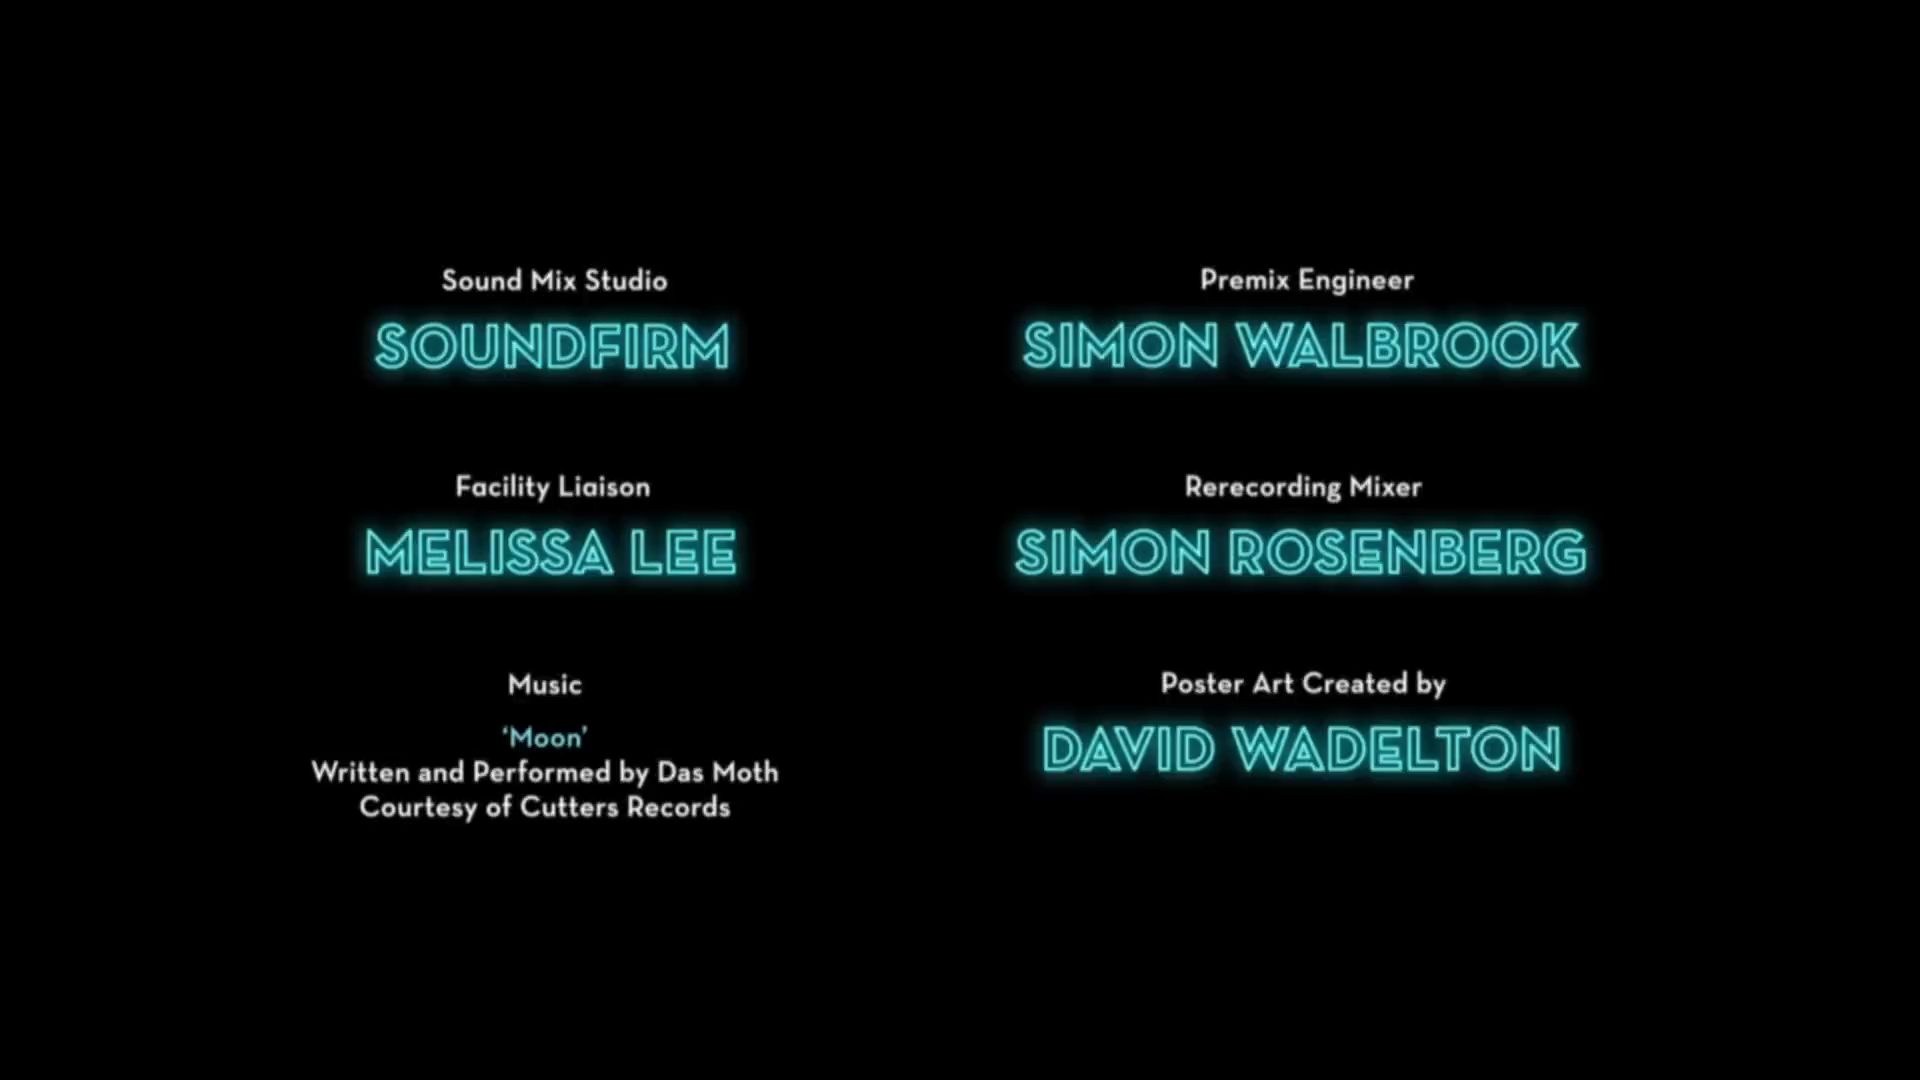 Sound Mix Studio
SOUNDFIRM
Facility Liaison
MELISSA LEE
Music
‘Moon’
Written and Performed by Das Moth
Courtesy of Cutters Records
Premix Engineer
SIMON WALBROOK
Rerecording Mixer
SIMON ROSENBERG
Poster Art Created by
DAVID WADELTON